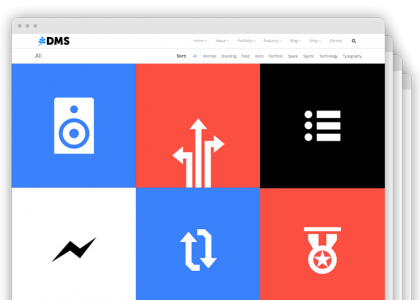 DMS Home About Portfolio Features Blog Shop Contact
All Sort: All Animals Branding Food Icons Portfolio Space Sports Technology Typography